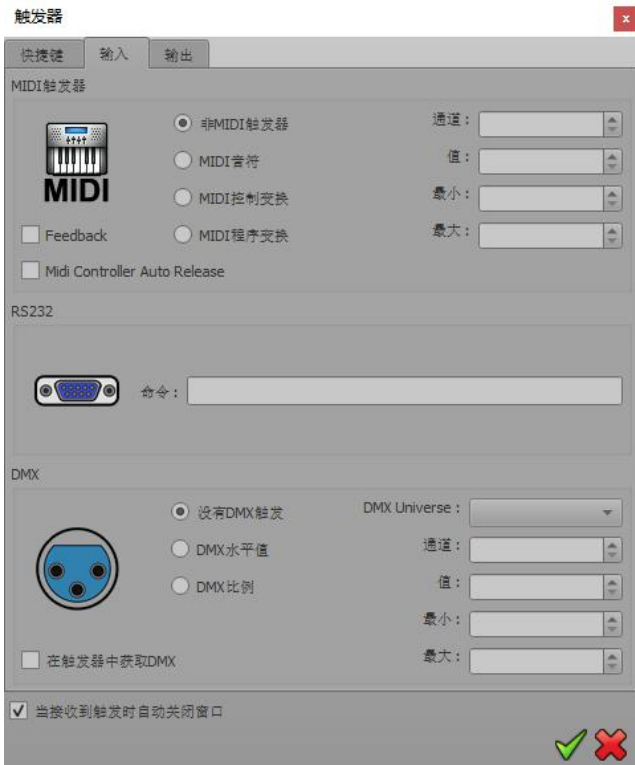 触发器
x
快捷键 输入 输出
MIDI触发器
非MIDI触发器 通道：
MIDI音符 值：
MIDI
MIDI控制变换 最小：
Feedback MIDI程序变换 最大：
Midi Controller Auto Release
RS232
命令：
DMX
没有DMX触发 DMX Universe：
DMX水平值 通道：
DMX比例 值：
最小：
在触发器中获取DMX 最大：
当接收到触发时自动关闭窗口